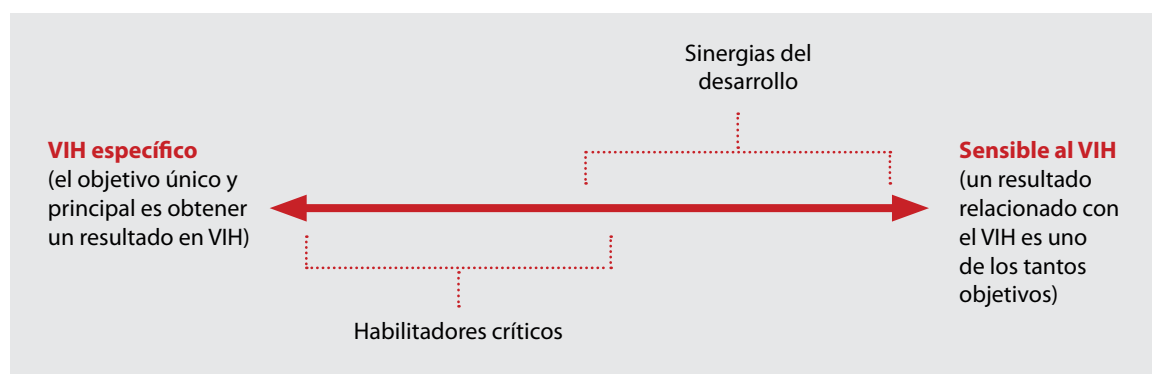 Sinergias del
desarrollo
VIH específico
(el objetivo único y
principal es obtener
un resultado en VIH)
Sensible al VIH
(un resultado
relacionado con
el VIH es uno
de los tantos
objetivos)
Habilitadores críticos